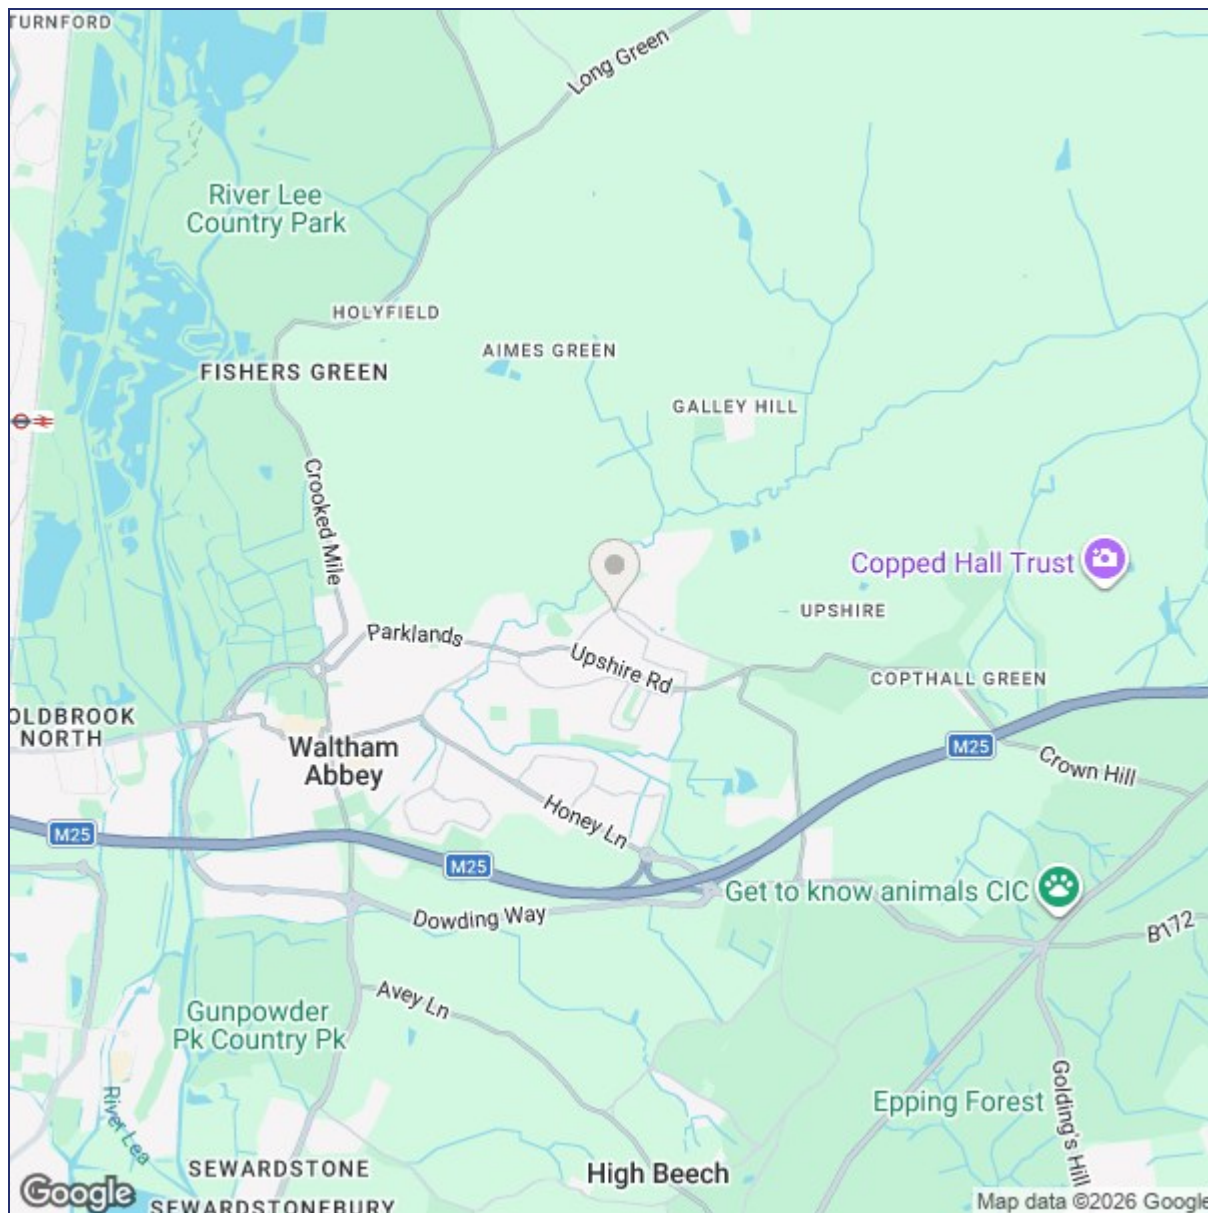 TURNFORD
Long Green
River Lee
Country Park
HOLYFIELD
AIMES GREEN
FISHERS GREEN
GALLEY HILL
Crooked Mile
Copped Hall Trust
UPSHIRE
Parklands
Upshire Rd
COPTHALL GREEN
OLDBROOK
NORTH
Waltham
Abbey
M25
Crown Hill
Honey Ln
M25
M25
Get to know animals CIC
Dowding Way
B172
Avey Ln
Gunpowder
Pk Country Pk
River Lea
Epping Forest
Golding's Hill
SEWARDSTONE
High Beech
SEWARDSTONEBURY
Google
Map data ©2026 Google